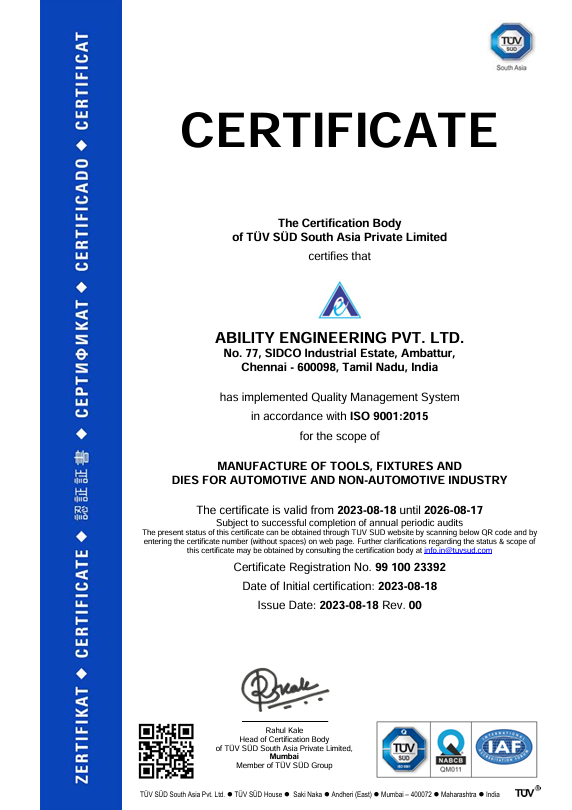 TÜV
SÜD
South Asia
CERTIFICATE
The Certification Body
of TÜV SÜD South Asia Private Limited
certifies that
ABILITY ENGINEERING PVT. LTD.
No. 77, SIDCO Industrial Estate, Ambattur,
Chennai - 600098, Tamil Nadu, India
has implemented Quality Management System
in accordance with ISO 9001:2015
for the scope of
MANUFACTURE OF TOOLS, FIXTURES AND
DIES FOR AUTOMOTIVE AND NON-AUTOMOTIVE INDUSTRY
The certificate is valid from 2023-08-18 until 2026-08-17
Subject to successful completion of annual periodic audits
The present status of this certificate can be obtained through TUV SUD website by scanning below QR code and by
entering the certificate number (without spaces) on web page. Further clarifications regarding the status & scope of
this certificate may be obtained by consulting the certification body at info.in@tuvsud.com
Certificate Registration No. 99 100 23392
Date of Initial certification: 2023-08-18
Issue Date: 2023-08-18 Rev. 00
Rahul Kale
Head of Certification Body
of TÜV SÜD South Asia Private Limited,
Mumbai
Member of TÜV SÜD Group
TÜV
SÜD
ISO 9001
NABCB
QM011
INTERNATIONAL
IAF
ACCREDITATION FORUM
TÜV SÜD South Asia Pvt. Ltd. ● TÜV SÜD House ● Saki Naka ● Andheri (East) ● Mumbai – 400072 ● Maharashtra ● India
TÜV®
ZERTIFIKAT ◆ CERTIFICATE ◆ 認証証書 ◆ СЕРТИФИКАТ ◆ CERTIFICADO ◆ CERTIFICAT